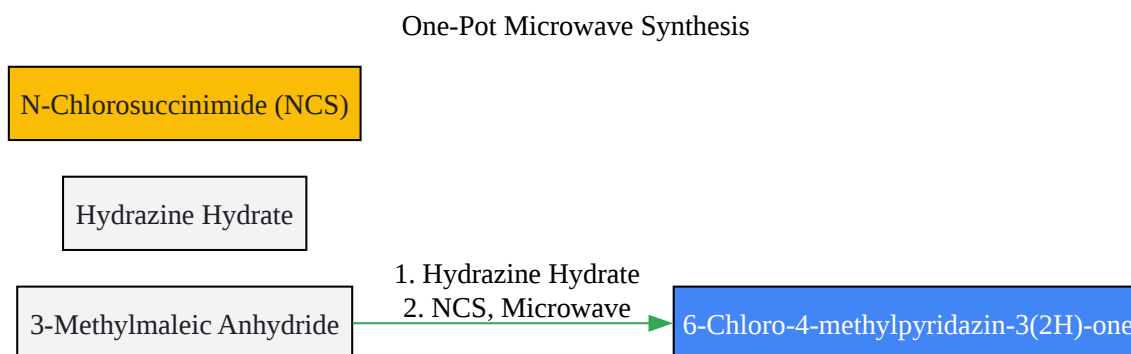 One-Pot Microwave Synthesis
N-Chlorosuccinimide (NCS)
Hydrazine Hydrate
1. Hydrazine Hydrate
2. NCS, Microwave
3-Methylmaleic Anhydride
6-Chloro-4-methylpyridazin-3(2H)-one